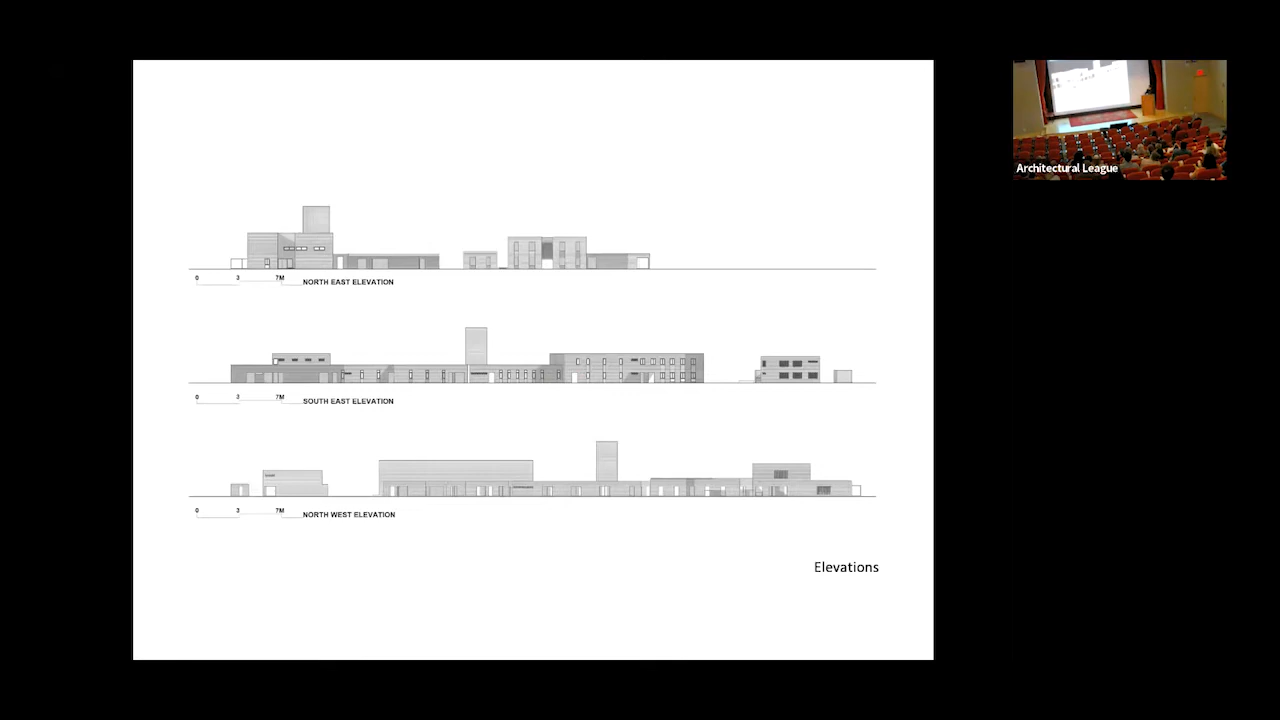 Architectural League
0 3 7M NORTH EAST ELEVATION
0 3 7M SOUTH EAST ELEVATION
0 3 7M NORTH WEST ELEVATION
Elevations